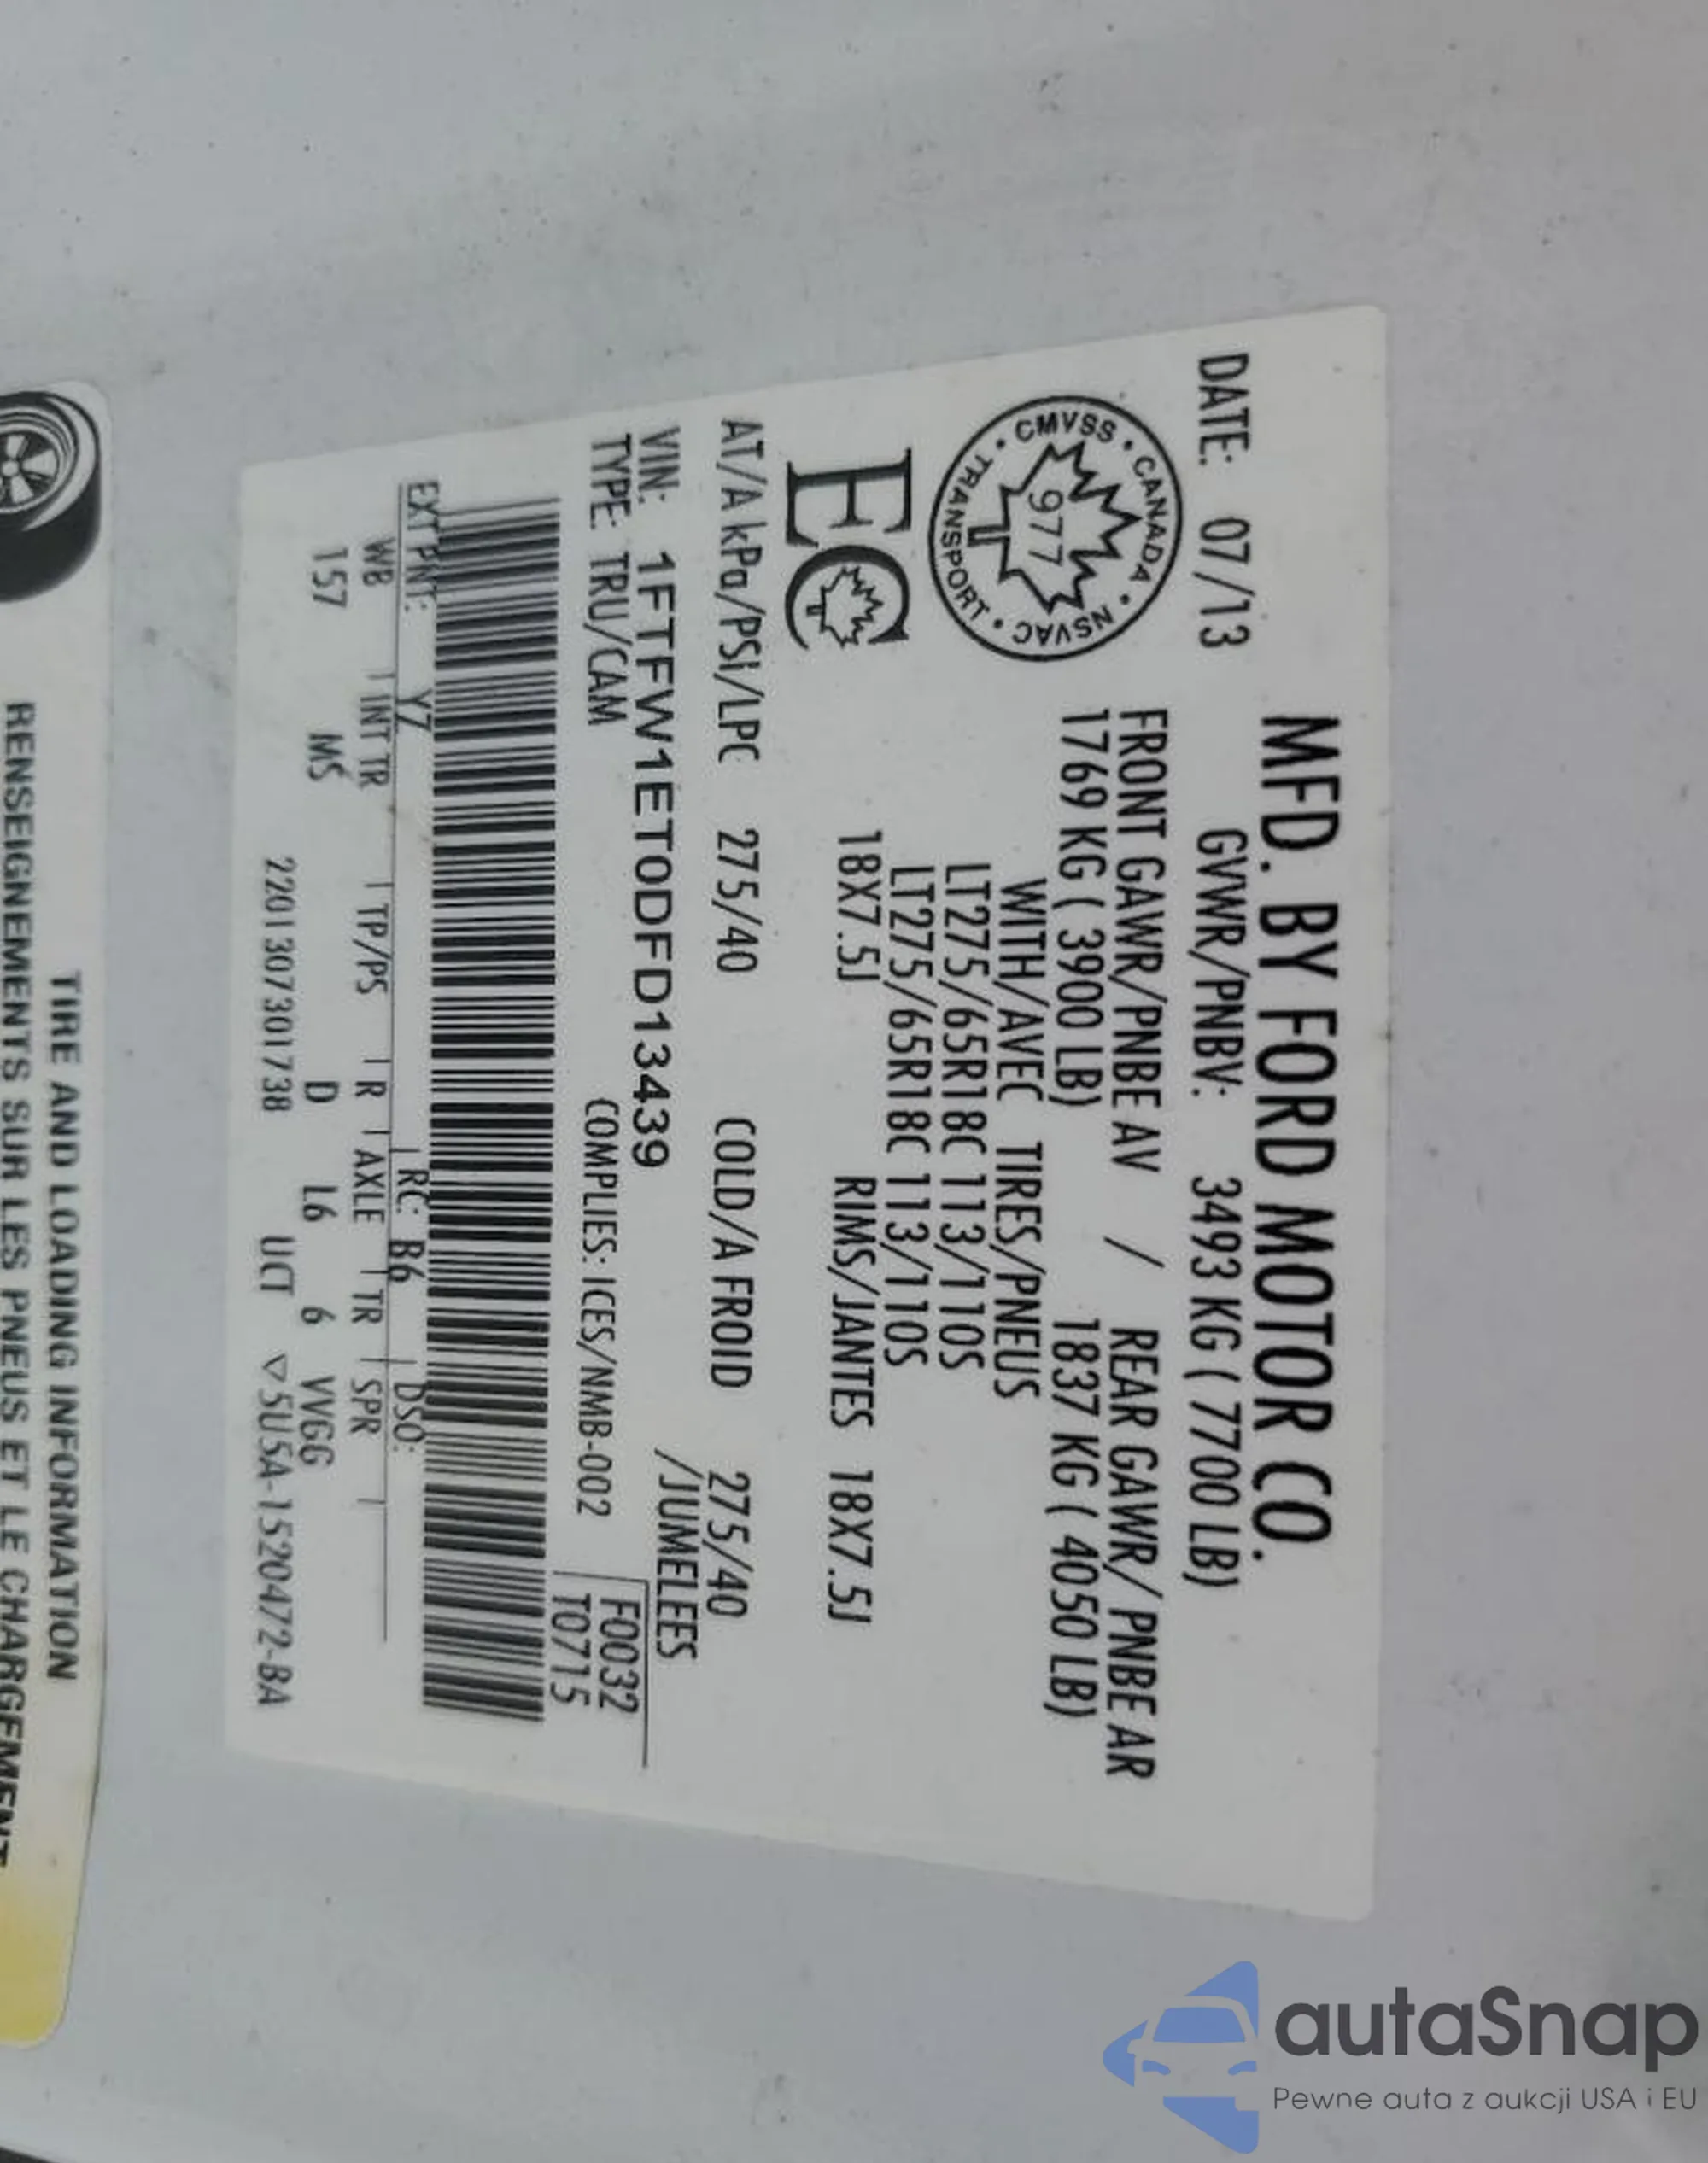 MFD. BY FORD MOTOR CO.
DATE: 07/13
GVWR/PNBV: 3493 KG ( 7700 LB)
FRONT GAWR/PNBE AV / REAR GAWR/PNBE AR
1769 KG ( 3900 LB) 1837 KG ( 4050 LB)
CMVSS • CANADA • NSVAC • TRANSPORT •
977
WITH/AVEC TIRES/PNEUS
LT275/65R18C 113/110S
LT275/65R18C 113/110S
EC
18X7.5J RIMS/JANTES 18X7.5J
AT/A kPa/PSI/LPC 275/40 COLD/A FROID 275/40
/JUMELEES
VIN: 1FTFW1ET0DFD13439
TYPE: TRU/CAM COMPLIES: ICES/NMB-002
F0032
T0715
EXT PNT: YZ RC: B6 DSO:
WB INT TR TP/PS R AXLE TR SPR
157 MS D L6 6 VVGG
220130730​1738 UCT ▽5U5A-1520472-BA
TIRE AND LOADING INFORMATION
RENSEIGNEMENTS SUR LES PNEUS ET LE CHARGEMENT
autaSnap
Pewne auta z aukcji USA i EU